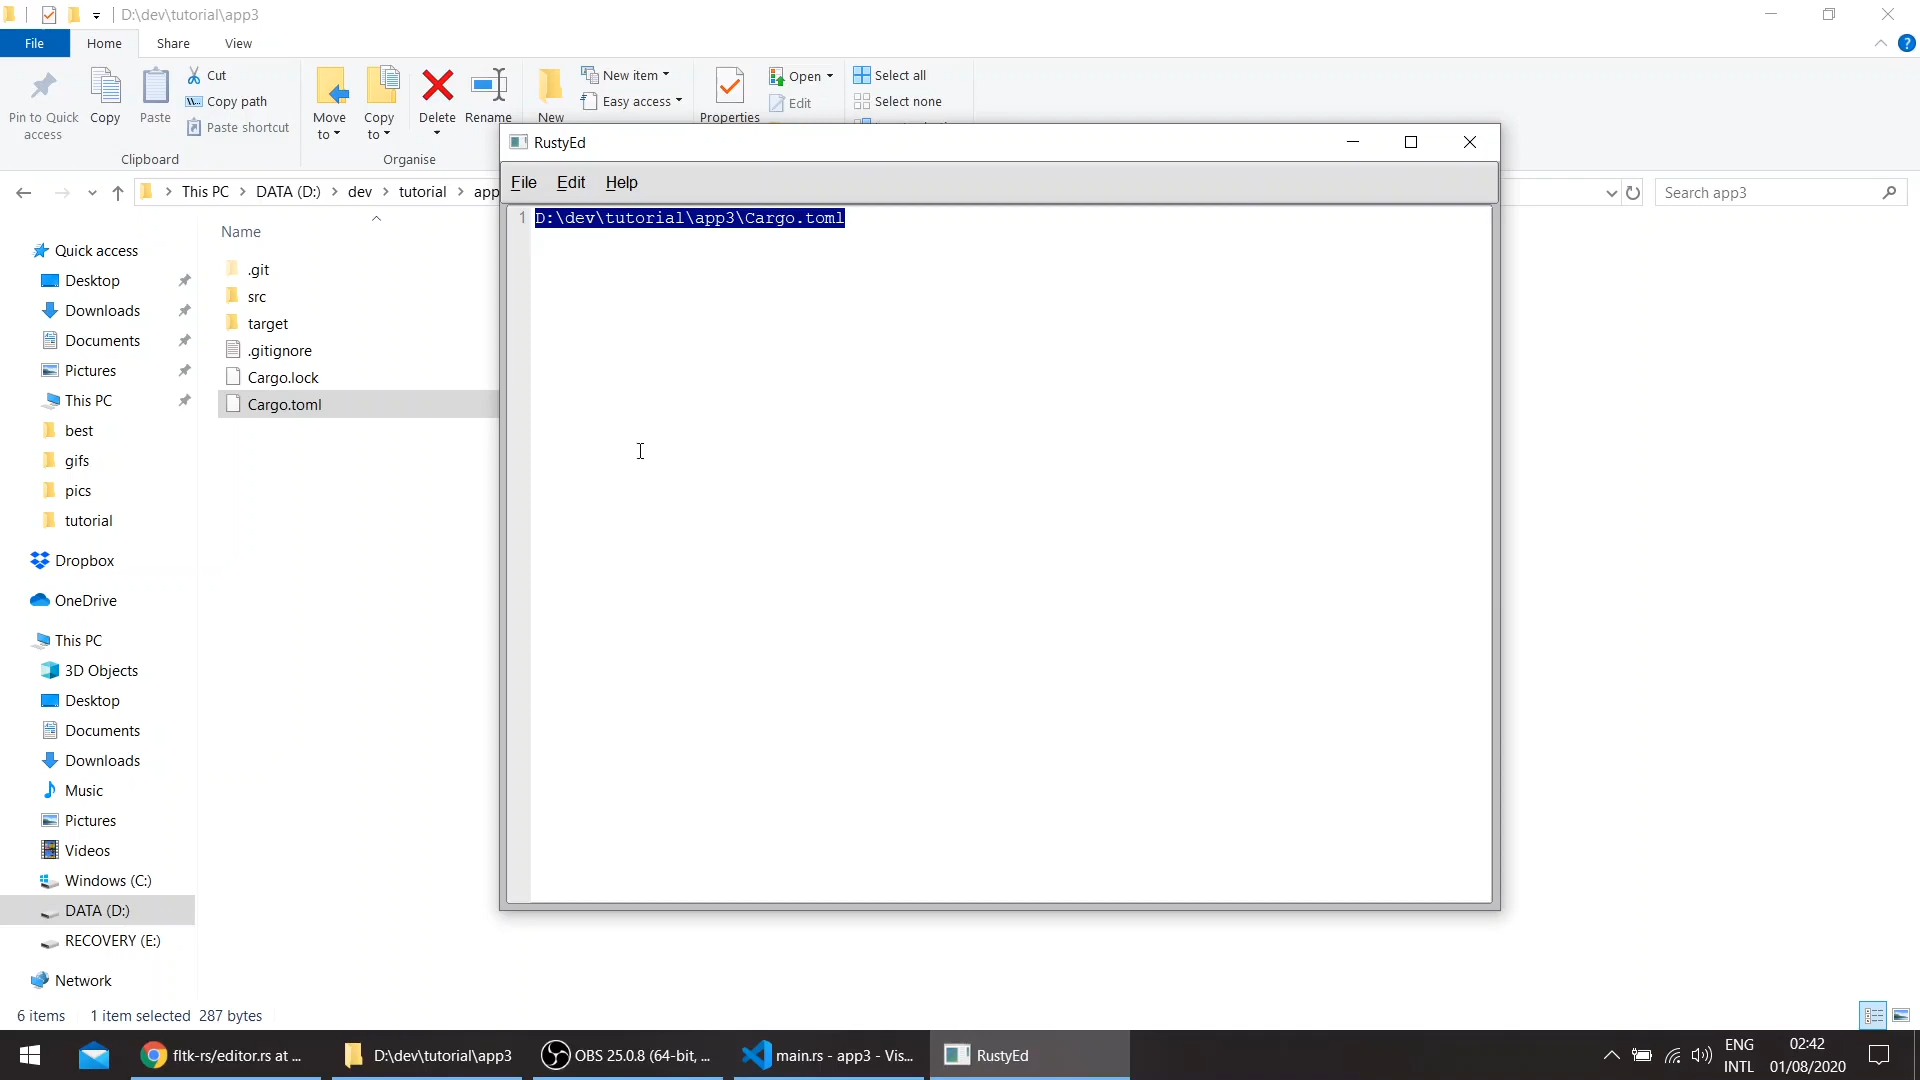 D:\dev\tutorial\app3
File Home Share View
Pin to Quick access
Copy
Paste
Cut
Copy path
Paste shortcut
Clipboard
Move to
Copy to
Delete
Rename
Organise
New
New item
Easy access
Properties
Open
Edit
Select all
Select none
This PC DATA (D:) dev tutorial app
Search app3
RustyEd
File Edit Help
1 D:\dev\tutorial\app3\Cargo.toml
Name
.git
src
target
.gitignore
Cargo.lock
Cargo.toml
Quick access
Desktop
Downloads
Documents
Pictures
This PC
best
gifs
pics
tutorial
Dropbox
OneDrive
This PC
3D Objects
Desktop
Documents
Downloads
Music
Pictures
Videos
Windows (C:)
DATA (D:)
RECOVERY (E:)
Network
6 items 1 item selected 287 bytes
fltk-rs/editor.rs at ...
D:\dev\tutorial\app3
OBS 25.0.8 (64-bit, ...
main.rs - app3 - Vis...
RustyEd
ENG
INTL
02:42
01/08/2020